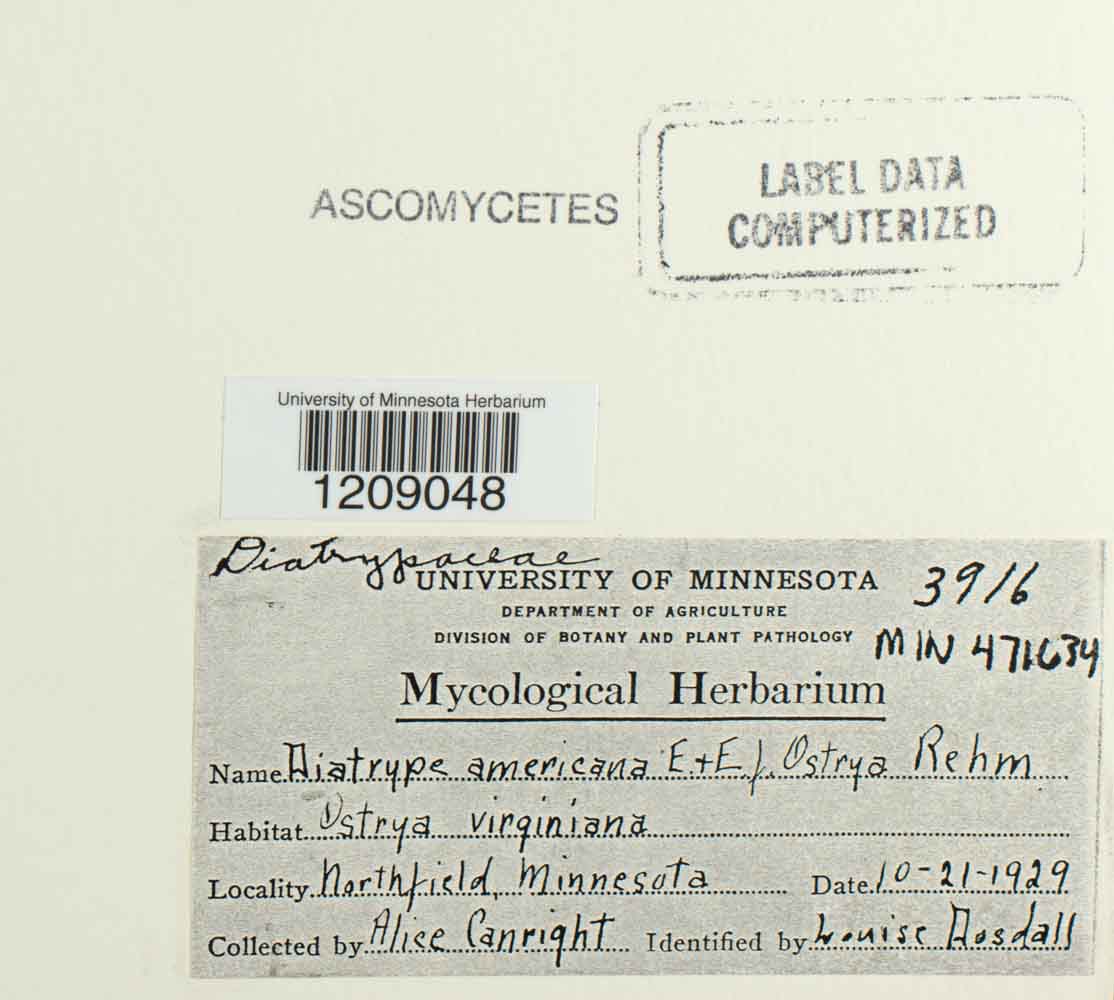 ASCOMYCETES
LABEL DATA
COMPUTERIZED
University of Minnesota Herbarium
1209048
Diatrypaceae
UNIVERSITY OF MINNESOTA
3916
DEPARTMENT OF AGRICULTURE
DIVISION OF BOTANY AND PLANT PATHOLOGY
MIN 471634
Mycological Herbarium
Name Diatrype americana E+E f. Ostrya Rehm
Habitat Ostrya virginiana
Locality Northfield, Minnesota Date 10-21-1929
Collected by Alice Canright Identified by Louise Dosdall